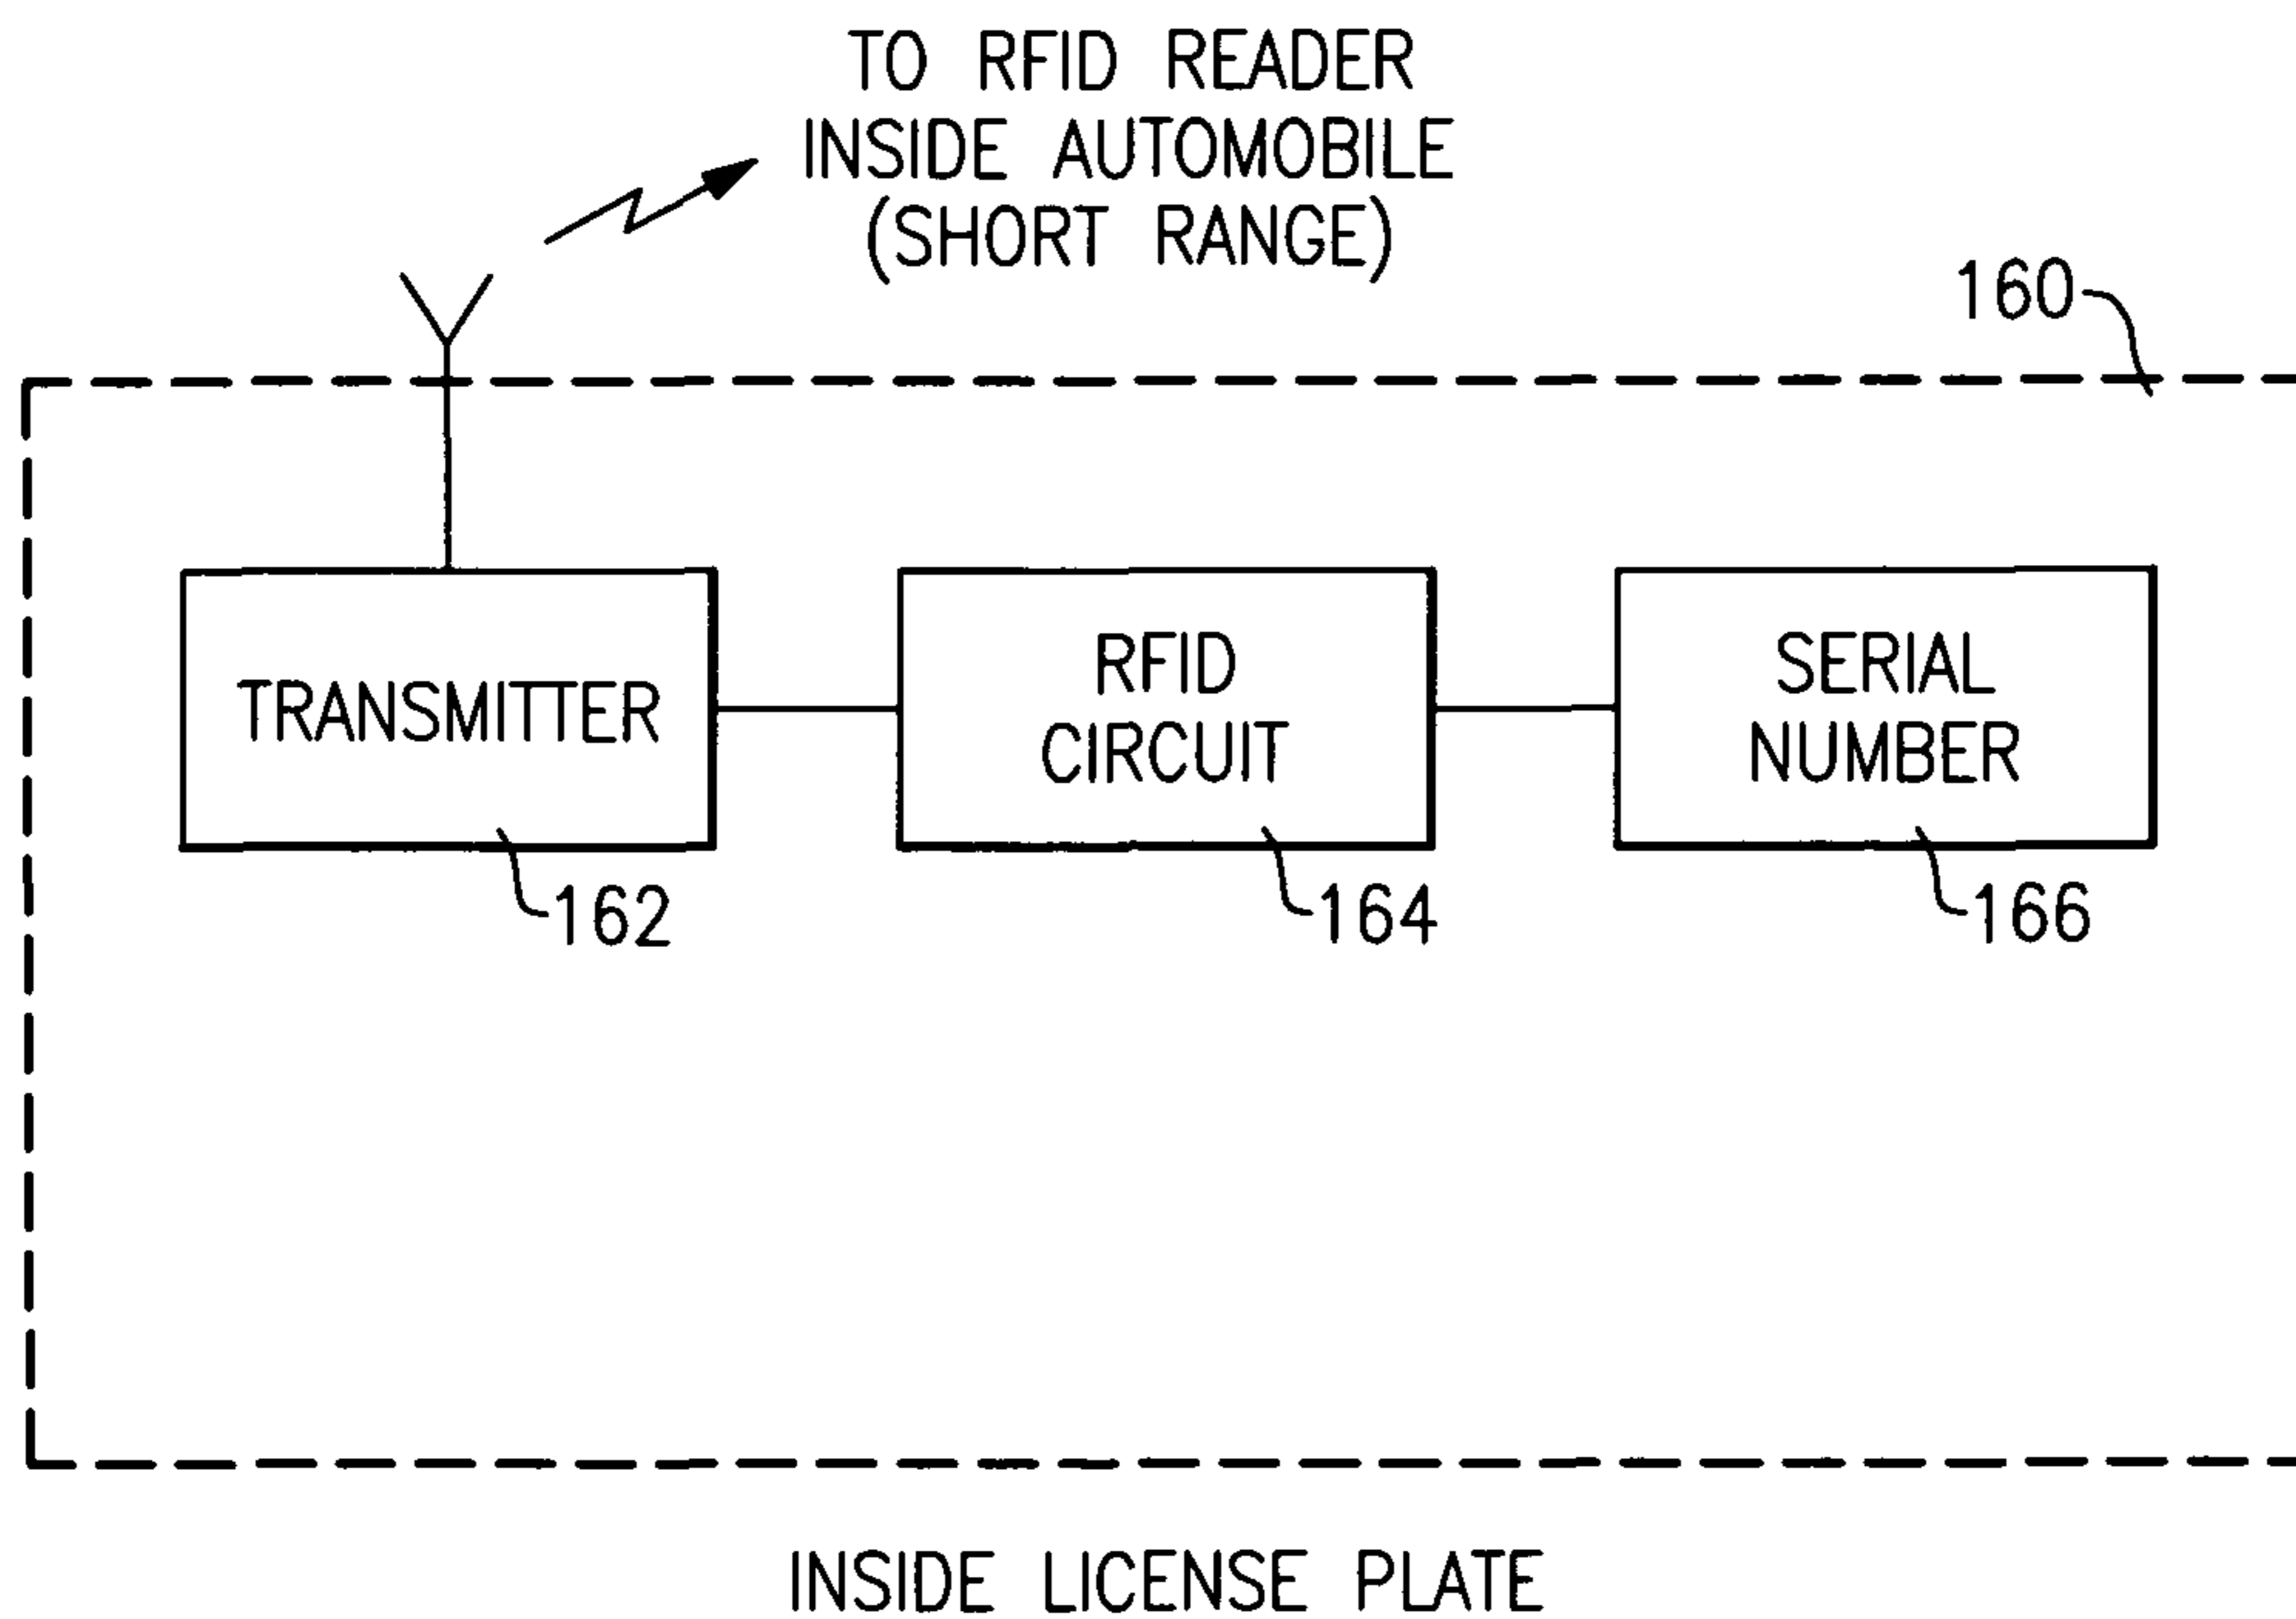 TO RFID READER
INSIDE AUTOMOBILE
(SHORT RANGE)
160
TRANSMITTER
RFID
CIRCUIT
SERIAL
NUMBER
162
164
166
INSIDE LICENSE PLATE